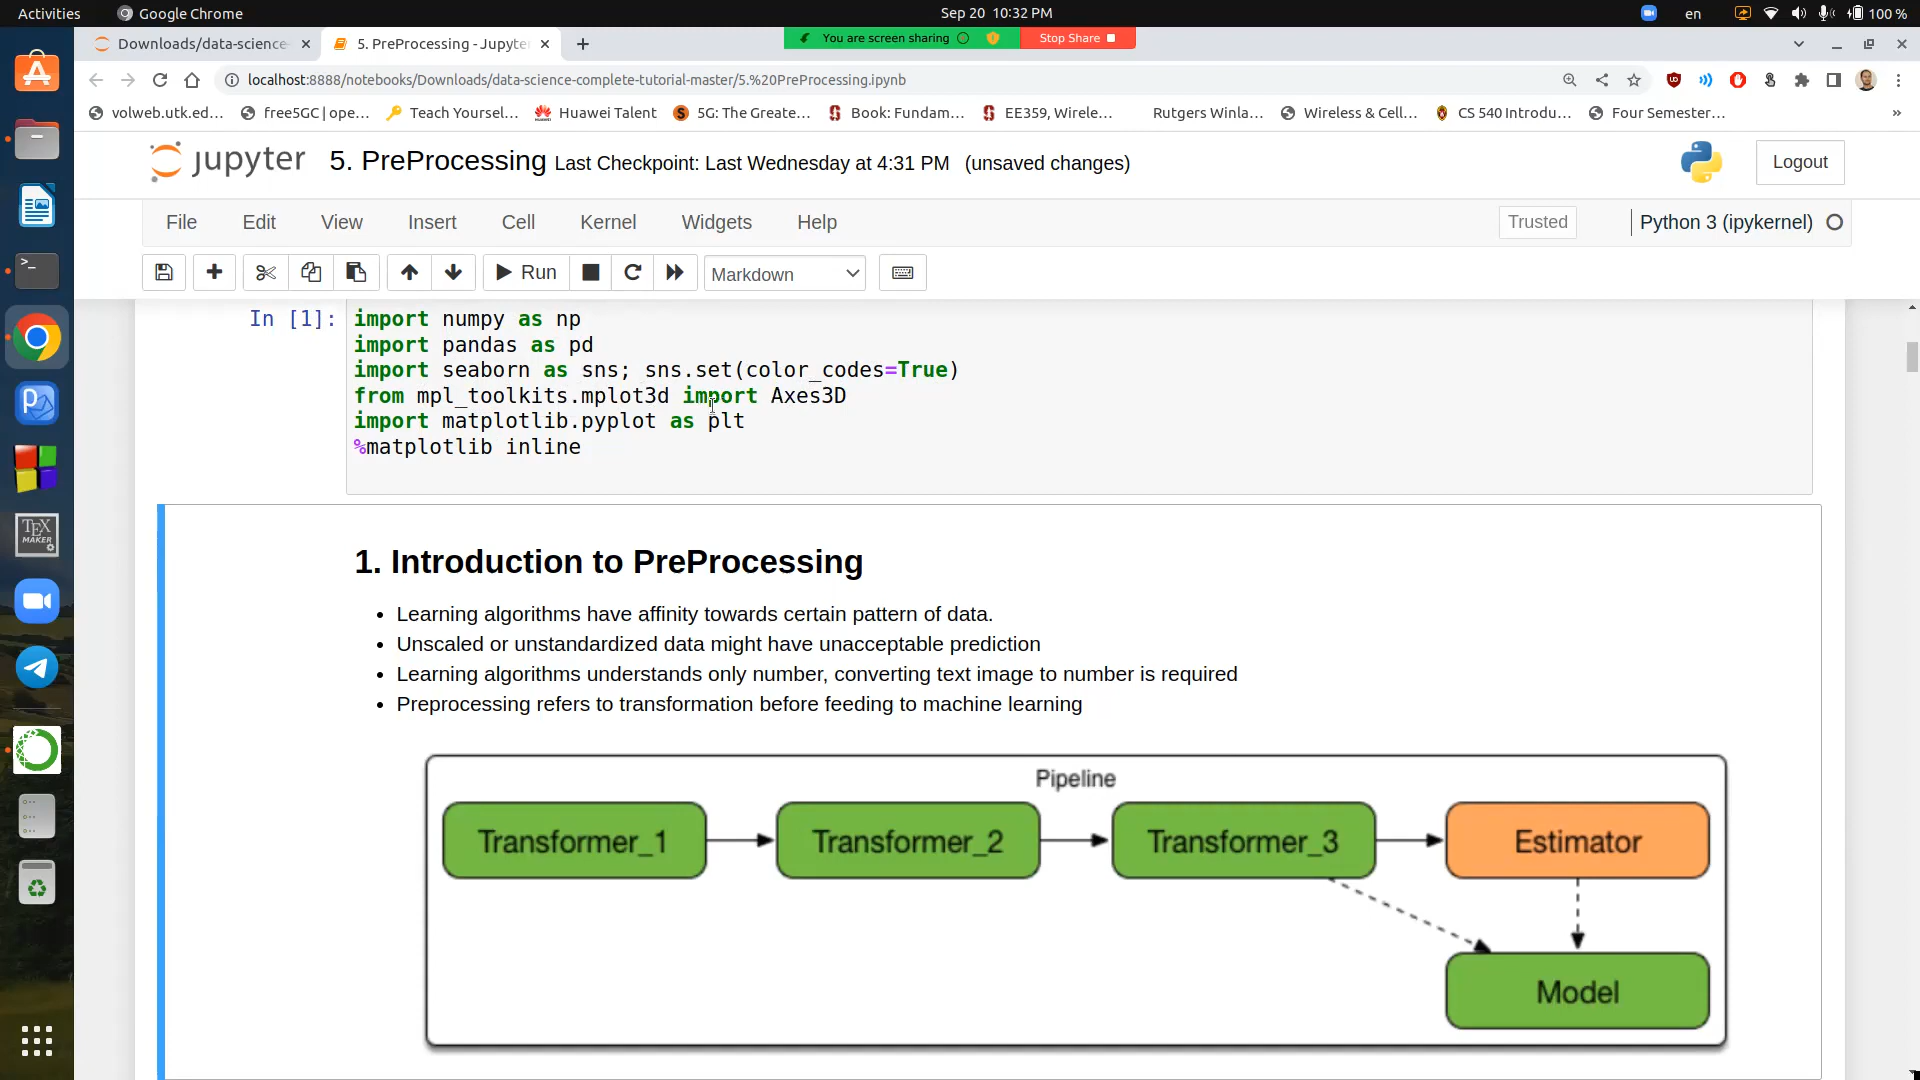 Activities
Google Chrome
Sep 20 10:32 PM
en
100 %
Downloads/data-science-
5. PreProcessing - Jupyte
You are screen sharing
Stop Share
localhost:8888/notebooks/Downloads/data-science-complete-tutorial-master/5.%20PreProcessing.ipynb
volweb.utk.ed...
free5GC | ope...
Teach Yoursel...
Huawei Talent
5G: The Greate...
Book: Fundam...
EE359, Wirele...
Rutgers Winla...
Wireless & Cell...
CS 540 Introdu...
Four Semester...
»
jupyter
5. PreProcessing
Last Checkpoint: Last Wednesday at 4:31 PM
(unsaved changes)
Logout
File
Edit
View
Insert
Cell
Kernel
Widgets
Help
Trusted
Python 3 (ipykernel)
Run
Markdown
In [1]:
import numpy as np
import pandas as pd
import seaborn as sns; sns.set(color_codes=True)
from mpl_toolkits.mplot3d import Axes3D
import matplotlib.pyplot as plt
%matplotlib inline
TEX
MAKER
1. Introduction to PreProcessing
• Learning algorithms have affinity towards certain pattern of data.
• Unscaled or unstandardized data might have unacceptable prediction
• Learning algorithms understands only number, converting text image to number is required
• Preprocessing refers to transformation before feeding to machine learning
Pipeline
Transformer_1
Transformer_2
Transformer_3
Estimator
Model